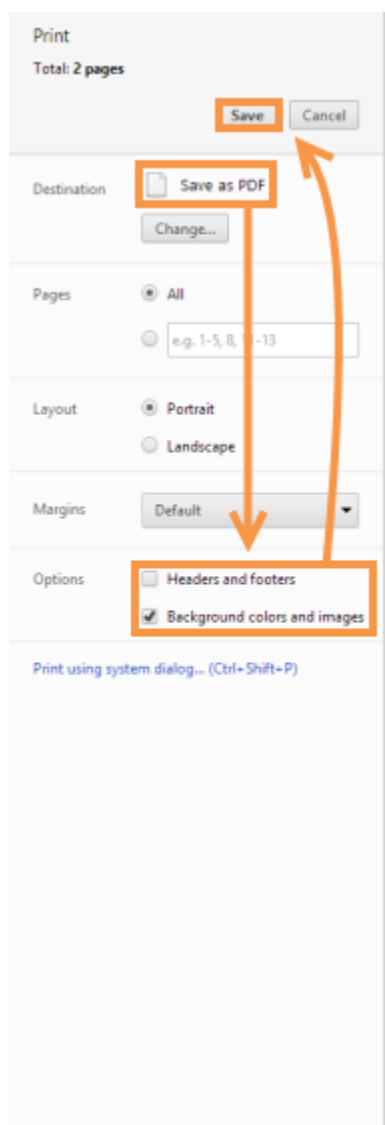 Print
Total: 2 pages
Save Cancel
Destination Save as PDF
Change...
Pages All
e.g. 1-5, 8, 11-13
Layout Portrait
Landscape
Margins Default
Options Headers and footers
Background colors and images
Print using system dialog... (Ctrl+Shift+P)